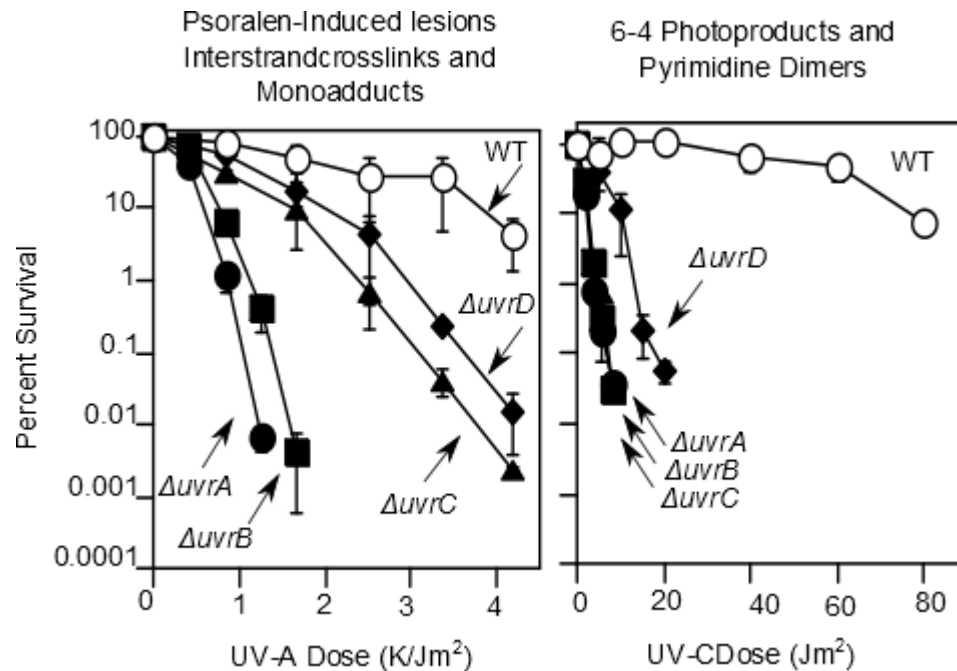 Psoralen-Induced lesions
Interstrandcrosslinks and
Monoadducts
6-4 Photoproducts and
Pyrimidine Dimers
Percent Survival
100
10
1
0.1
0.01
0.001
0.0001
WT
ΔuvrD
ΔuvrA
ΔuvrB
ΔuvrC
0 1 2 3 4
UV-A Dose (K/Jm²)
WT
ΔuvrD
ΔuvrA
ΔuvrB
ΔuvrC
0 20 40 60 80
UV-CDose (Jm²)